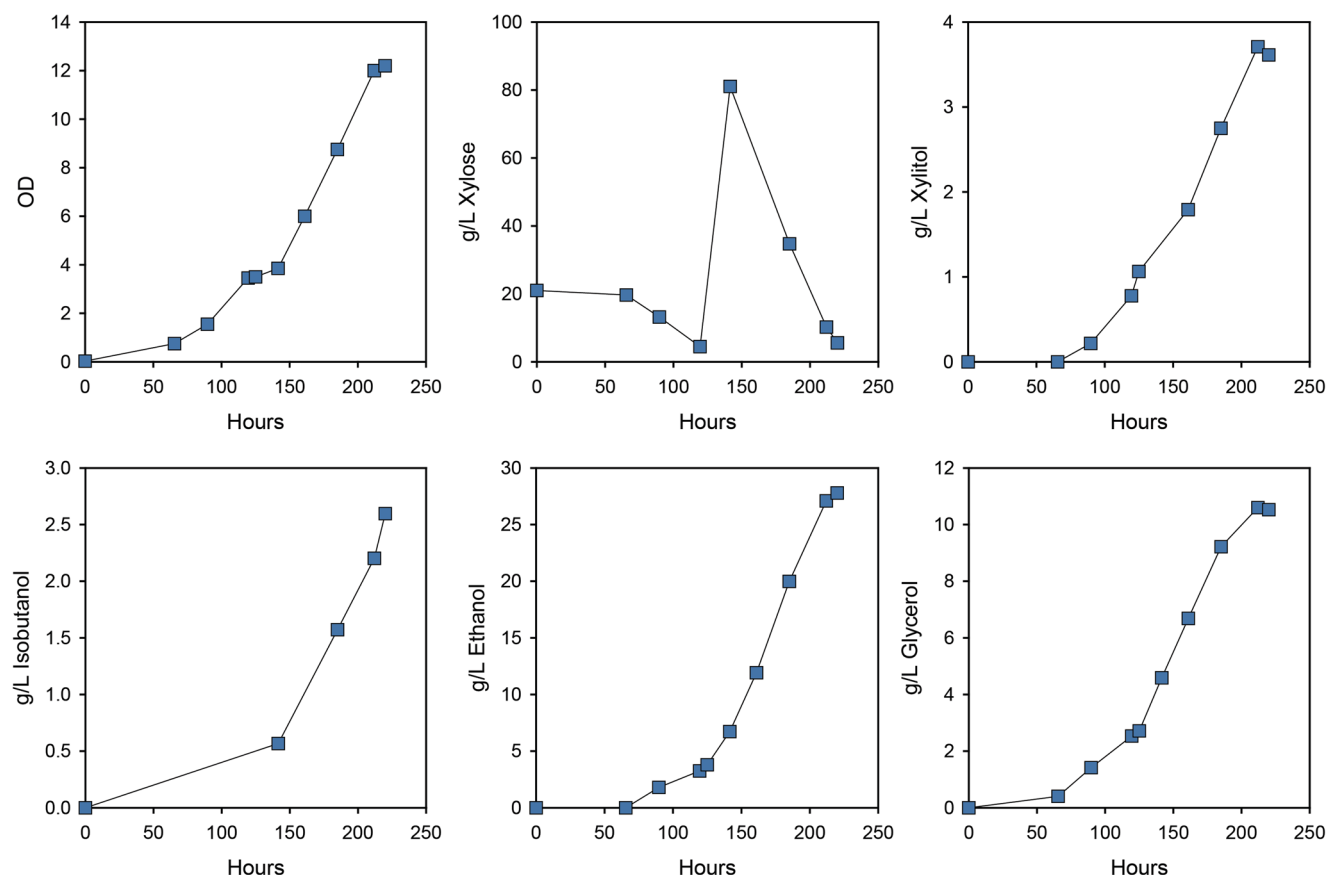 OD
14
12
10
8
6
4
2
0
0 50 100 150 200 250
Hours
g/L Xylose
100
80
60
40
20
0
0 50 100 150 200 250
Hours
g/L Xylitol
4
3
2
1
0
0 50 100 150 200 250
Hours
g/L Isobutanol
3.0
2.5
2.0
1.5
1.0
0.5
0.0
0 50 100 150 200 250
Hours
g/L Ethanol
30
25
20
15
10
5
0
0 50 100 150 200 250
Hours
g/L Glycerol
12
10
8
6
4
2
0
0 50 100 150 200 250
Hours